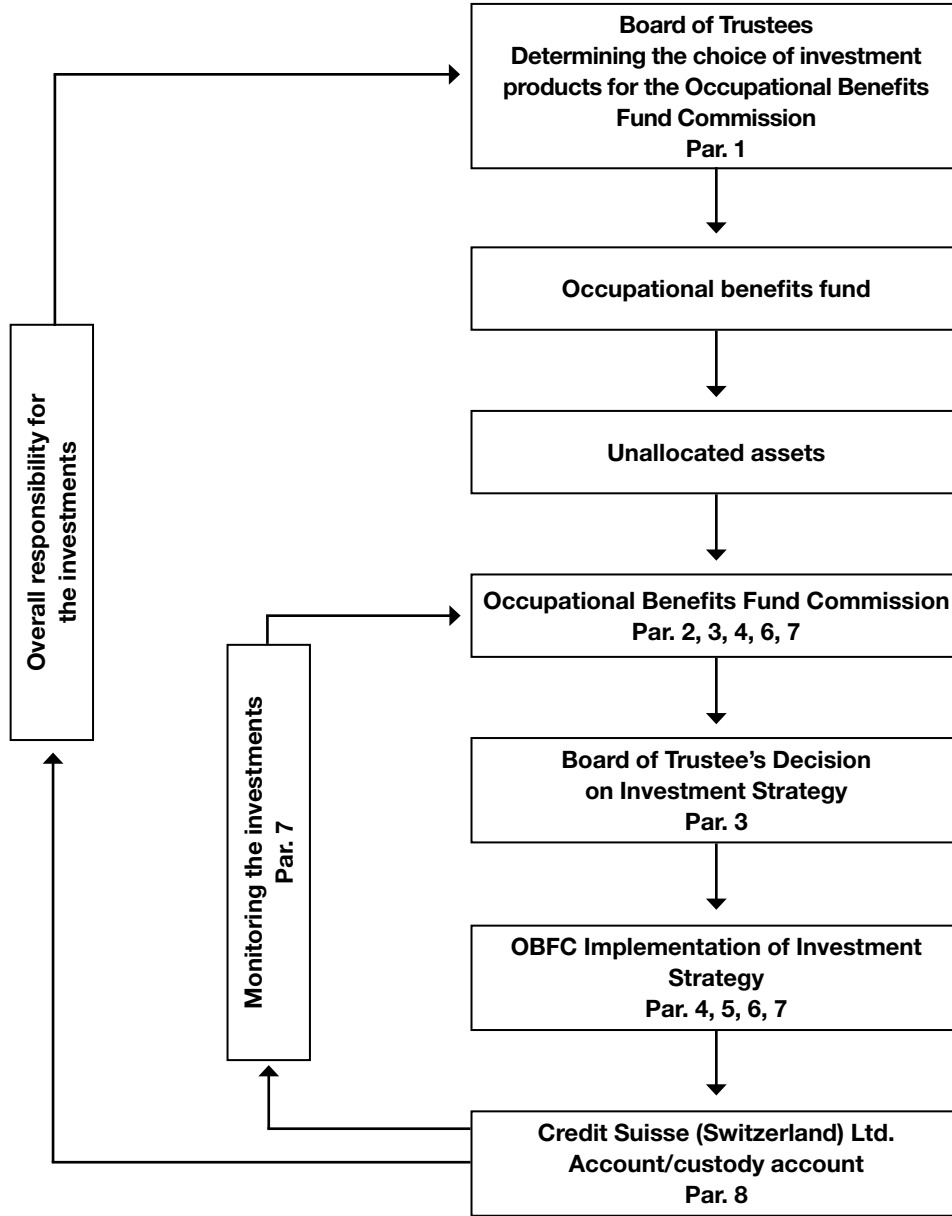 Board of Trustees
Determining the choice of investment
products for the Occupational Benefits
Fund Commission
Par. 1
Occupational benefits fund
Unallocated assets
Occupational Benefits Fund Commission
Par. 2, 3, 4, 6, 7
Board of Trustee’s Decision
on Investment Strategy
Par. 3
OBFC Implementation of Investment
Strategy
Par. 4, 5, 6, 7
Credit Suisse (Switzerland) Ltd.
Account/custody account
Par. 8
Overall responsibility for
the investments
Monitoring the investments
Par. 7